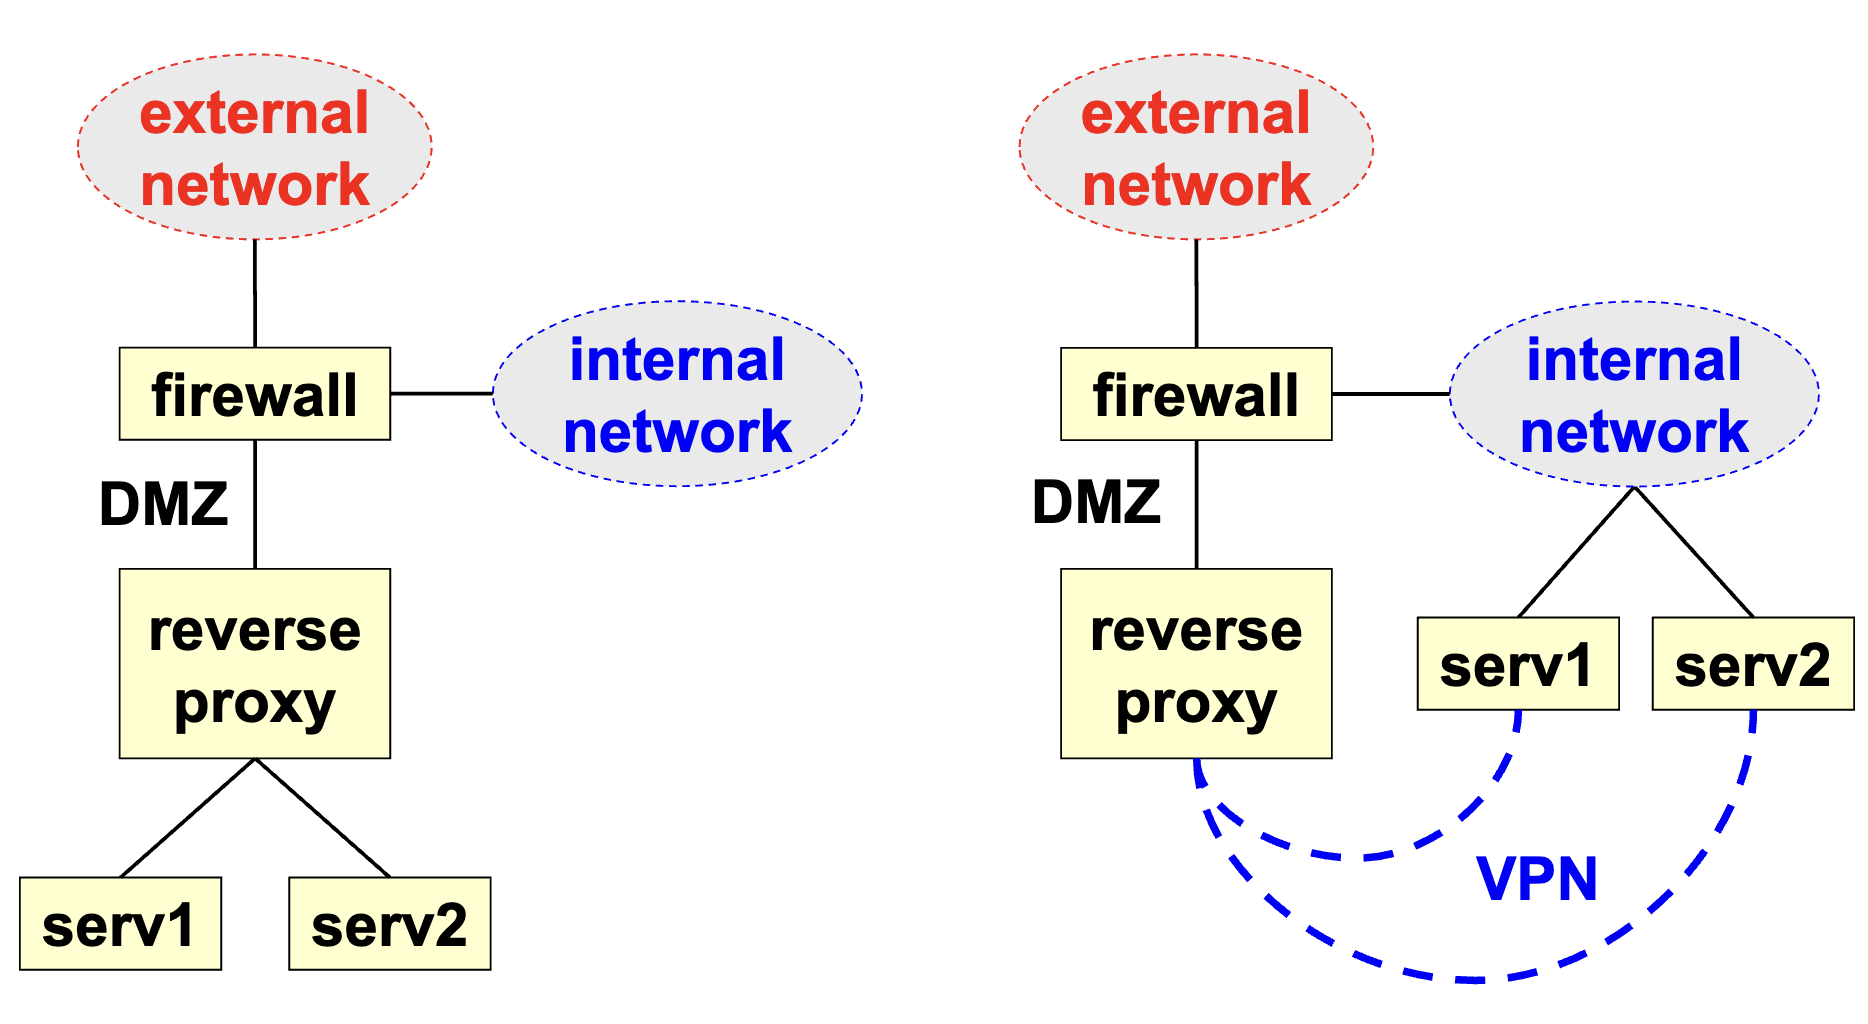 external
network
firewall
internal
network
DMZ
reverse
proxy
serv1
serv2
external
network
firewall
internal
network
DMZ
reverse
proxy
serv1
serv2
VPN